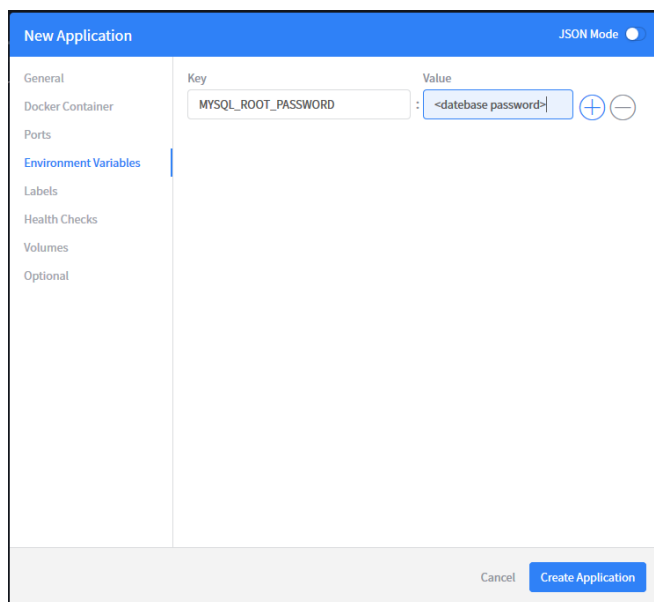 New Application
JSON Mode
General
Docker Container
Ports
Environment Variables
Labels
Health Checks
Volumes
Optional
Key Value
MYSQL_ROOT_PASSWORD : <datebase password>
Cancel Create Application